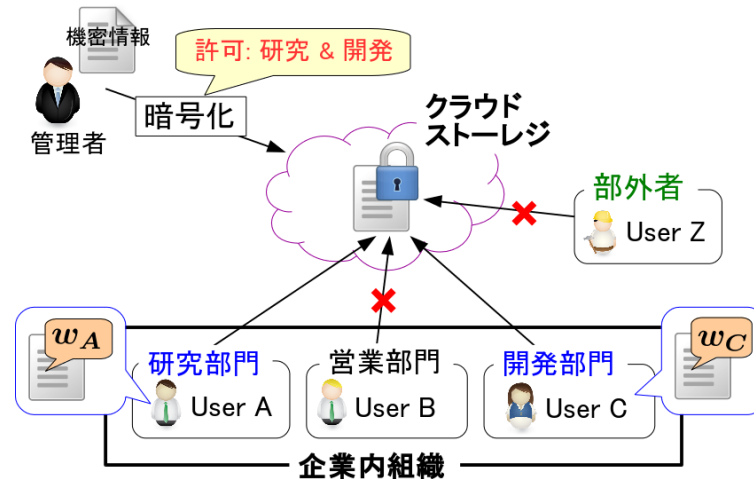 機密情報
許可: 研究 & 開発
暗号化
管理者
クラウド
ストーレジ
部外者
User Z
w_A
w_C
研究部門
営業部門
開発部門
User A
User B
User C
企業内組織